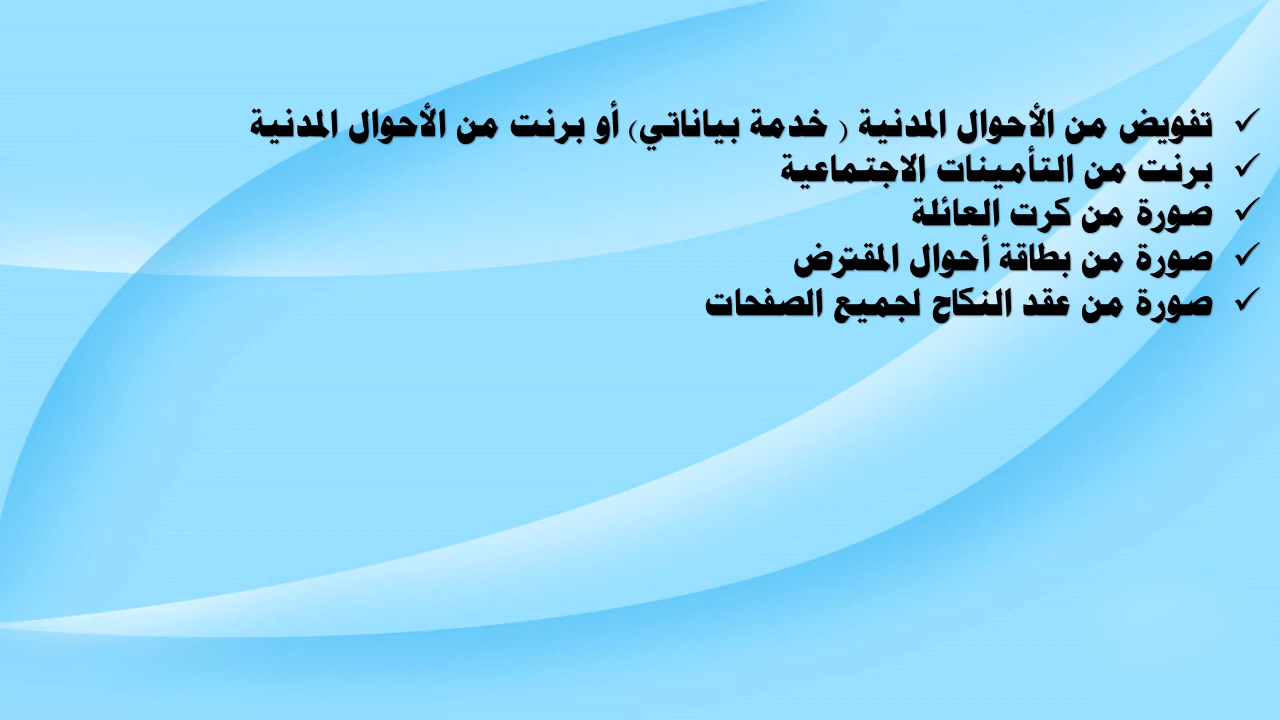 ✓ تفويض من الأحوال المدنية ( خدمة بياناتي) أو برنت من الأحوال المدنية
✓ برنت من التأمينات الاجتماعية
✓ صورة من كرت العائلة
✓ صورة من بطاقة أحوال المقترض
✓ صورة من عقد النكاح لجميع الصفحات